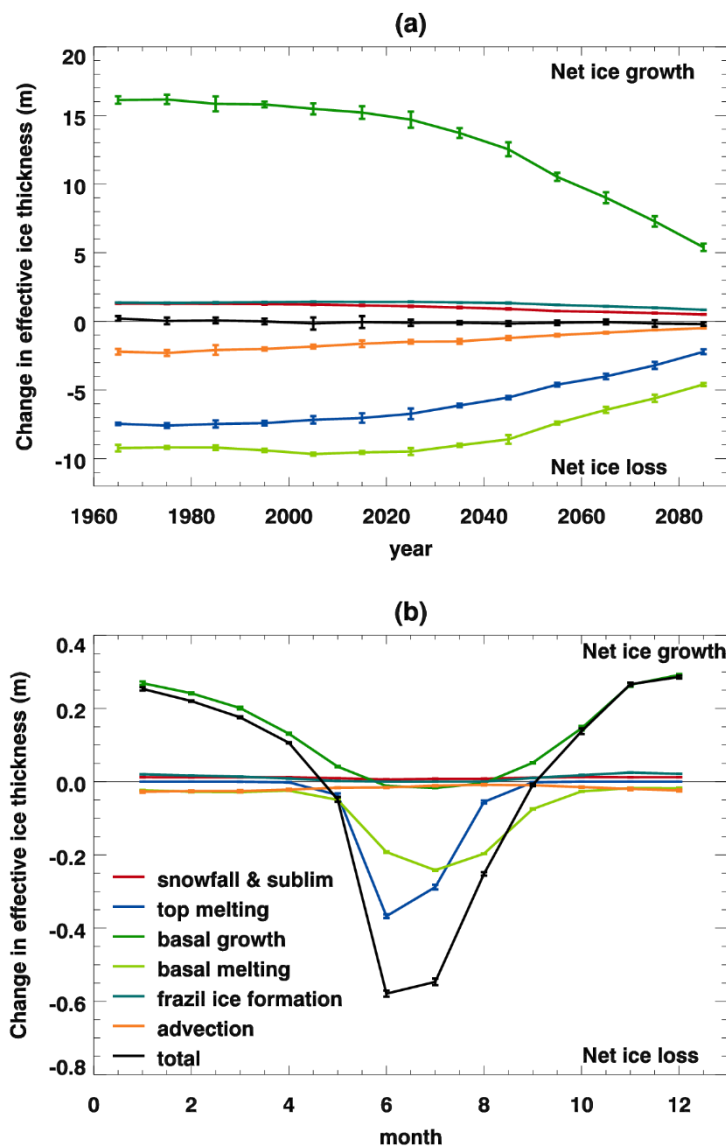 (a)
Change in effective ice thickness (m)
20
15
10
5
0
-5
-10
Net ice growth
Net ice loss
1960 1980 2000 2020 2040 2060 2080
year
(b)
Change in effective ice thickness (m)
0.4
0.2
0.0
-0.2
-0.4
-0.6
-0.8
Net ice growth
snowfall & sublim
top melting
basal growth
basal melting
frazil ice formation
advection
total
Net ice loss
0 2 4 6 8 10 12
month